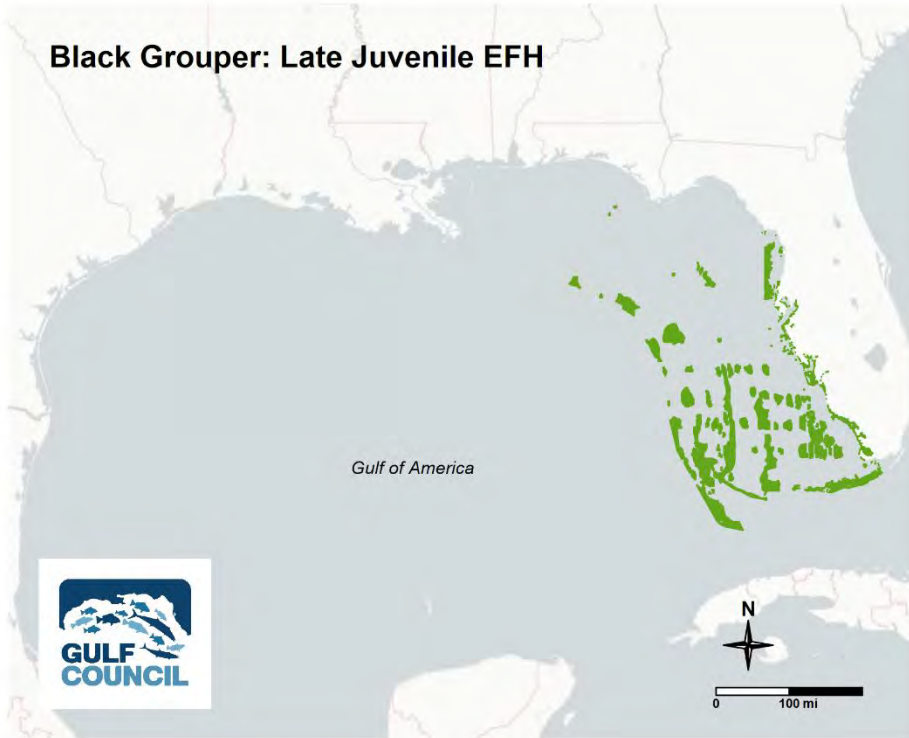 Black Grouper: Late Juvenile EFH
Gulf of America
GULF
COUNCIL
N
0 100 mi